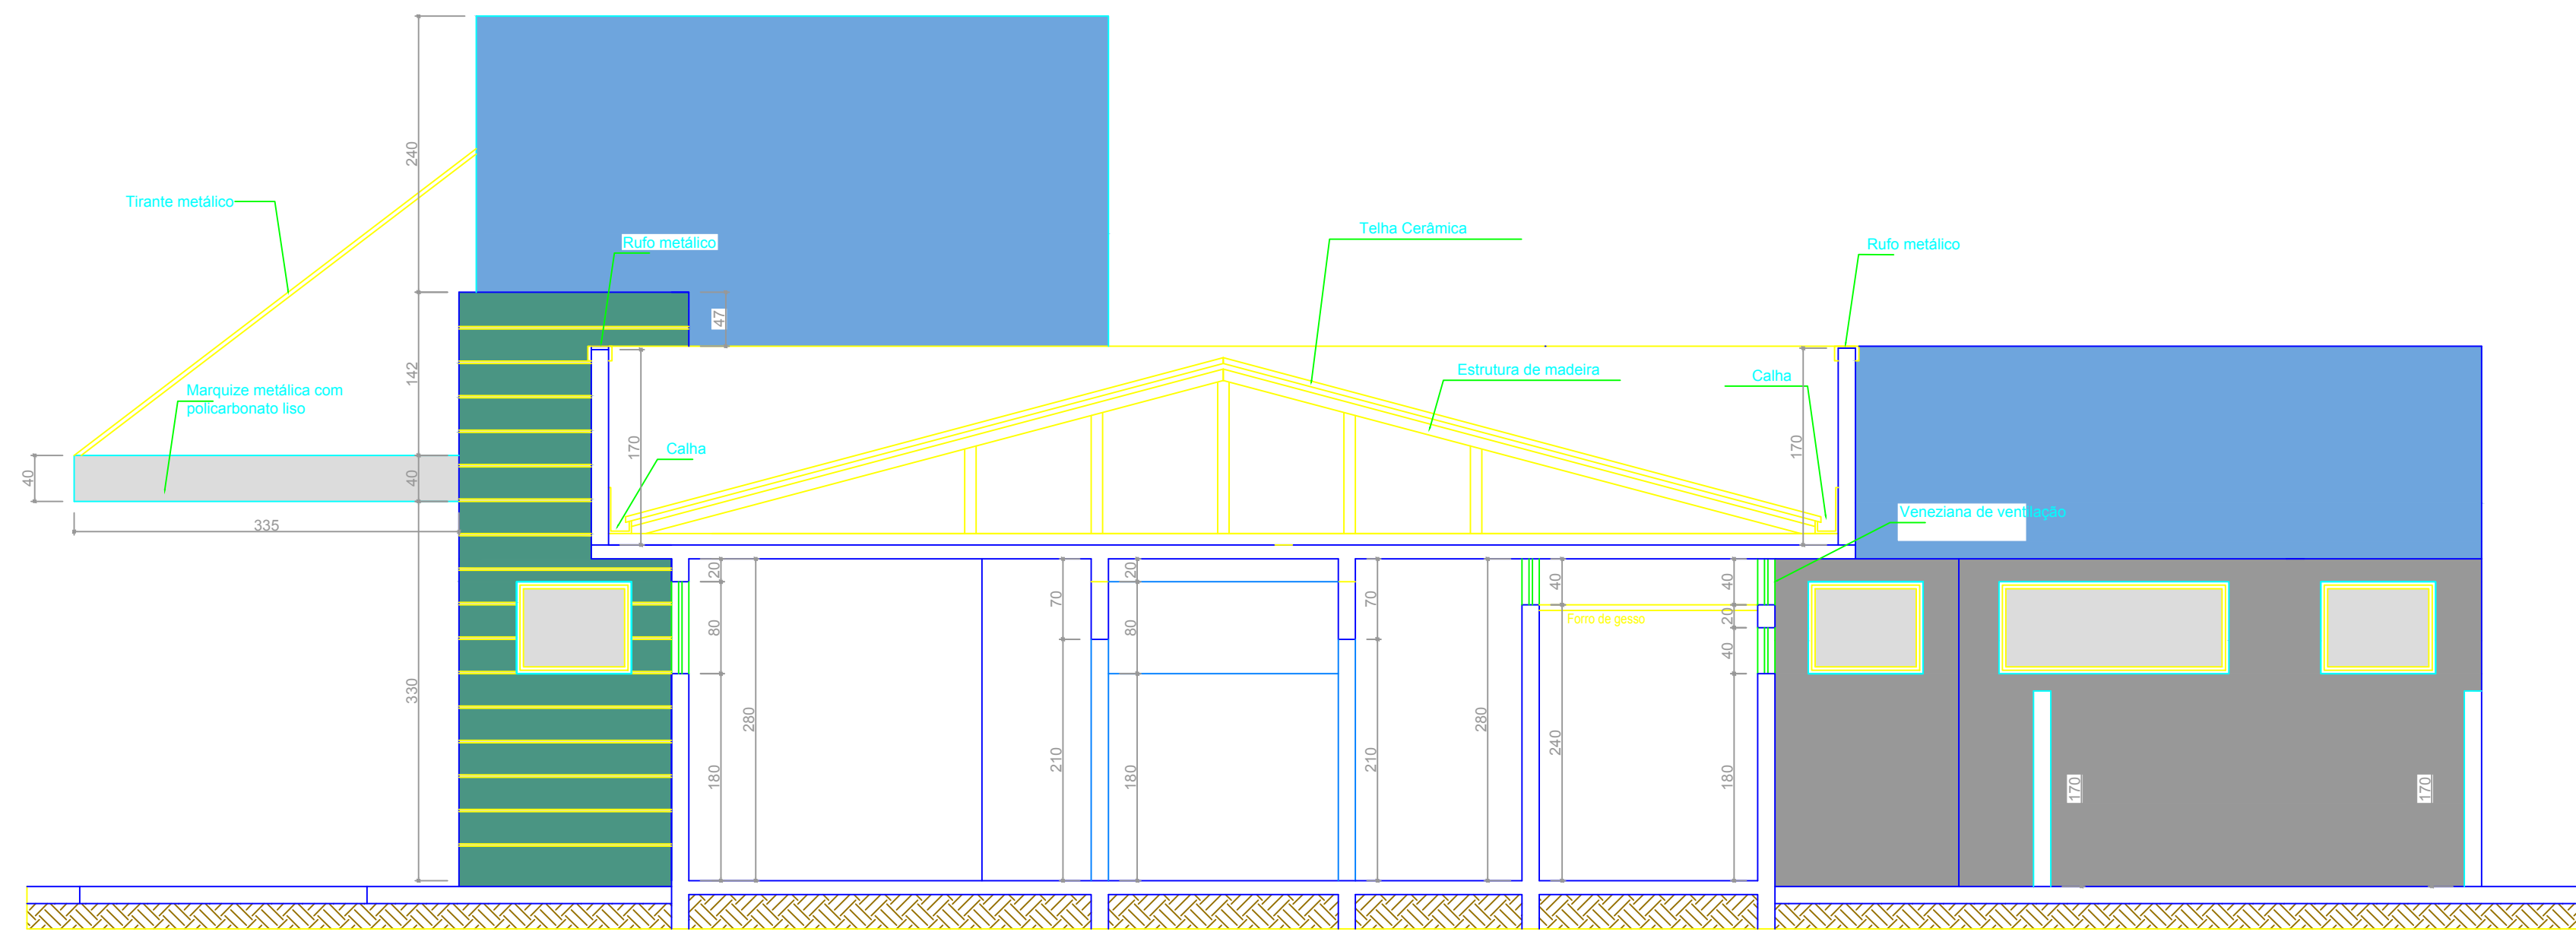 240
Tirante metálico
Rufo metálico
Telha Cerâmica
Rufo metálico
47
142
Marquize metálica com
policarbonato liso
Estrutura de madeira
Calha
170
170
Calha
40
40
335
Veneziana de ventilação
20
20
40
40
70
70
80
80
20
Forro de gesso
40
330
280
280
210
210
240
180
180
180
170
170